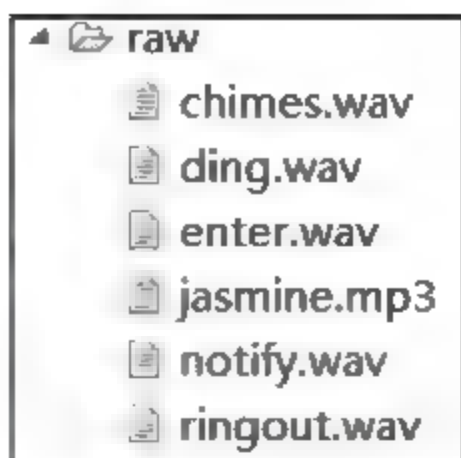 raw
chimes.wav
ding.wav
enter.wav
jasmine.mp3
notify.wav
ringout.wav